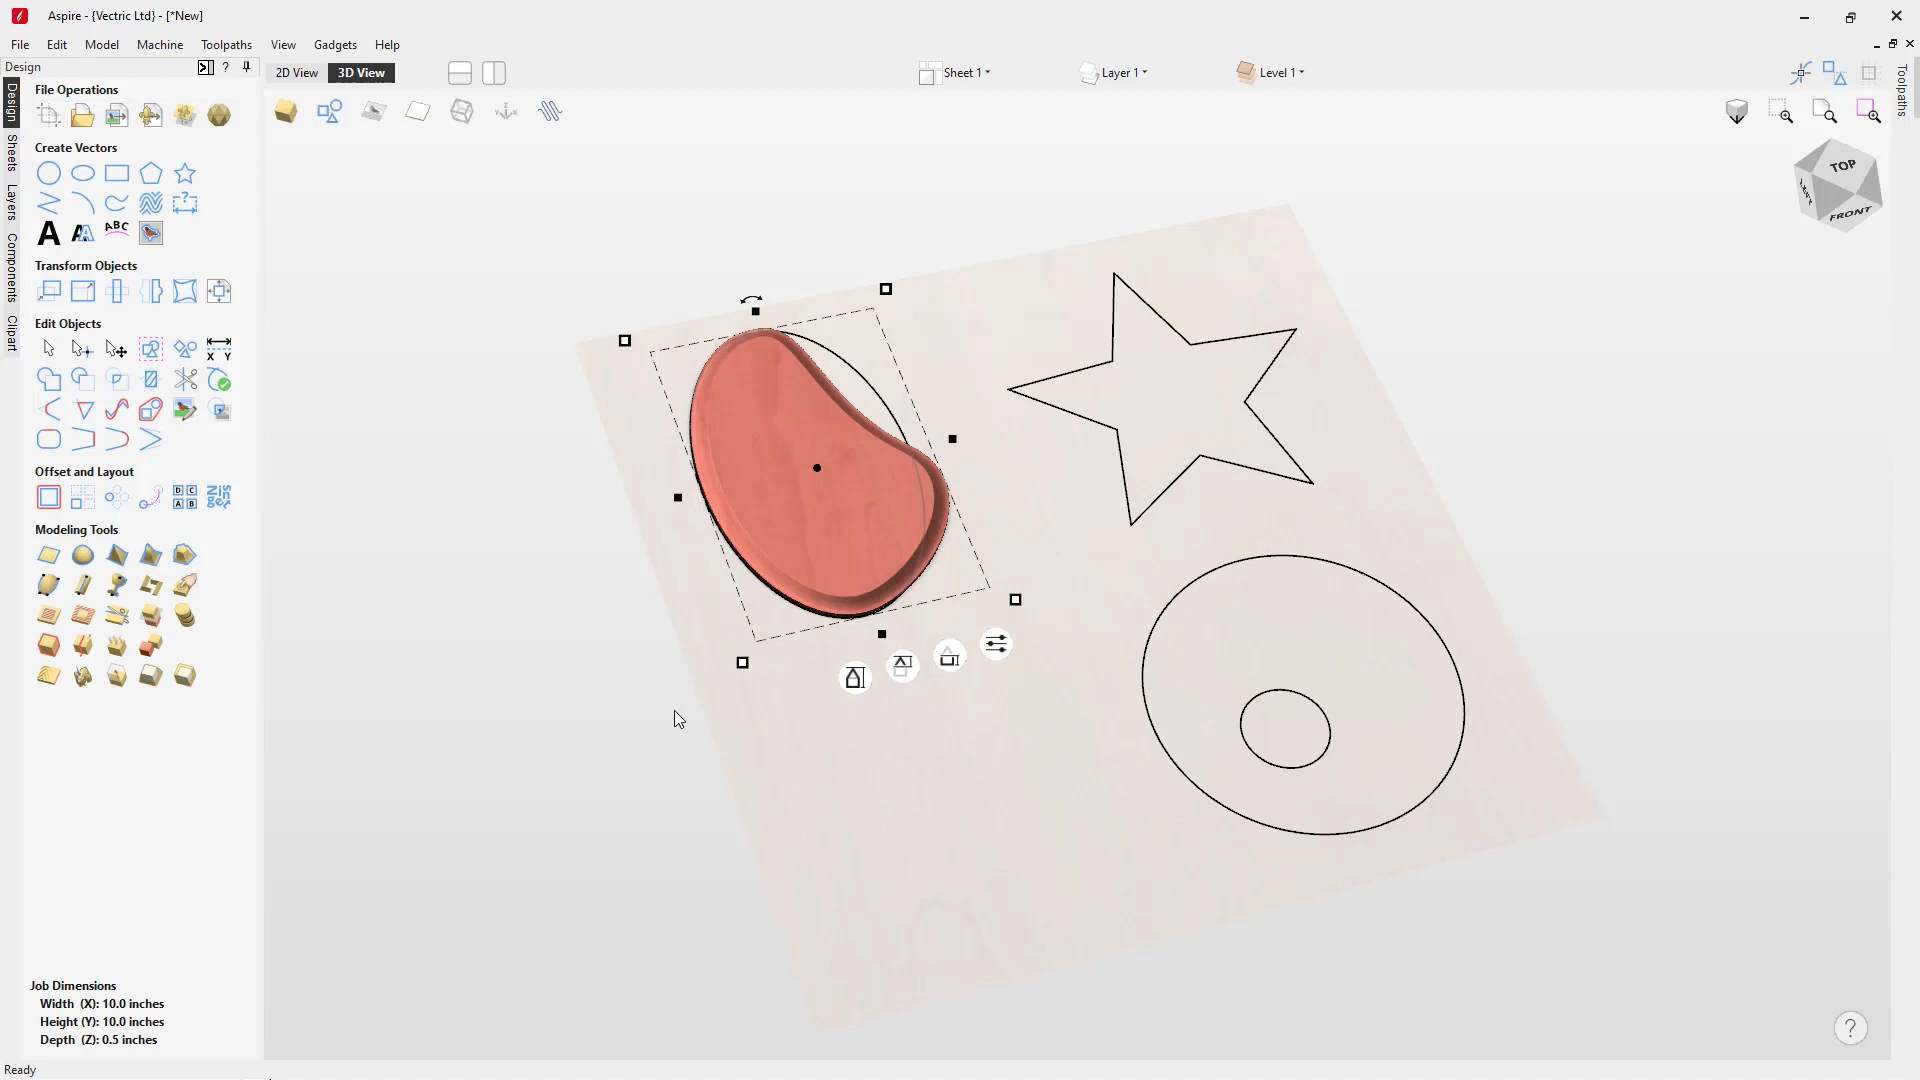 Aspire - {Vectric Ltd} - [*New]
File Edit Model Machine Toolpaths View Gadgets Help
Design ?
2D View 3D View Sheet 1 Layer 1 Level 1
Design
Sheets
Layers
Components
Clipart
File Operations
Create Vectors
A A ABC
Transform Objects
Edit Objects
X Y
Offset and Layout
Modeling Tools
Job Dimensions
Width (X): 10.0 inches
Height (Y): 10.0 inches
Depth (Z): 0.5 inches
Ready
TOP
LEFT
FRONT
Toolpaths
?